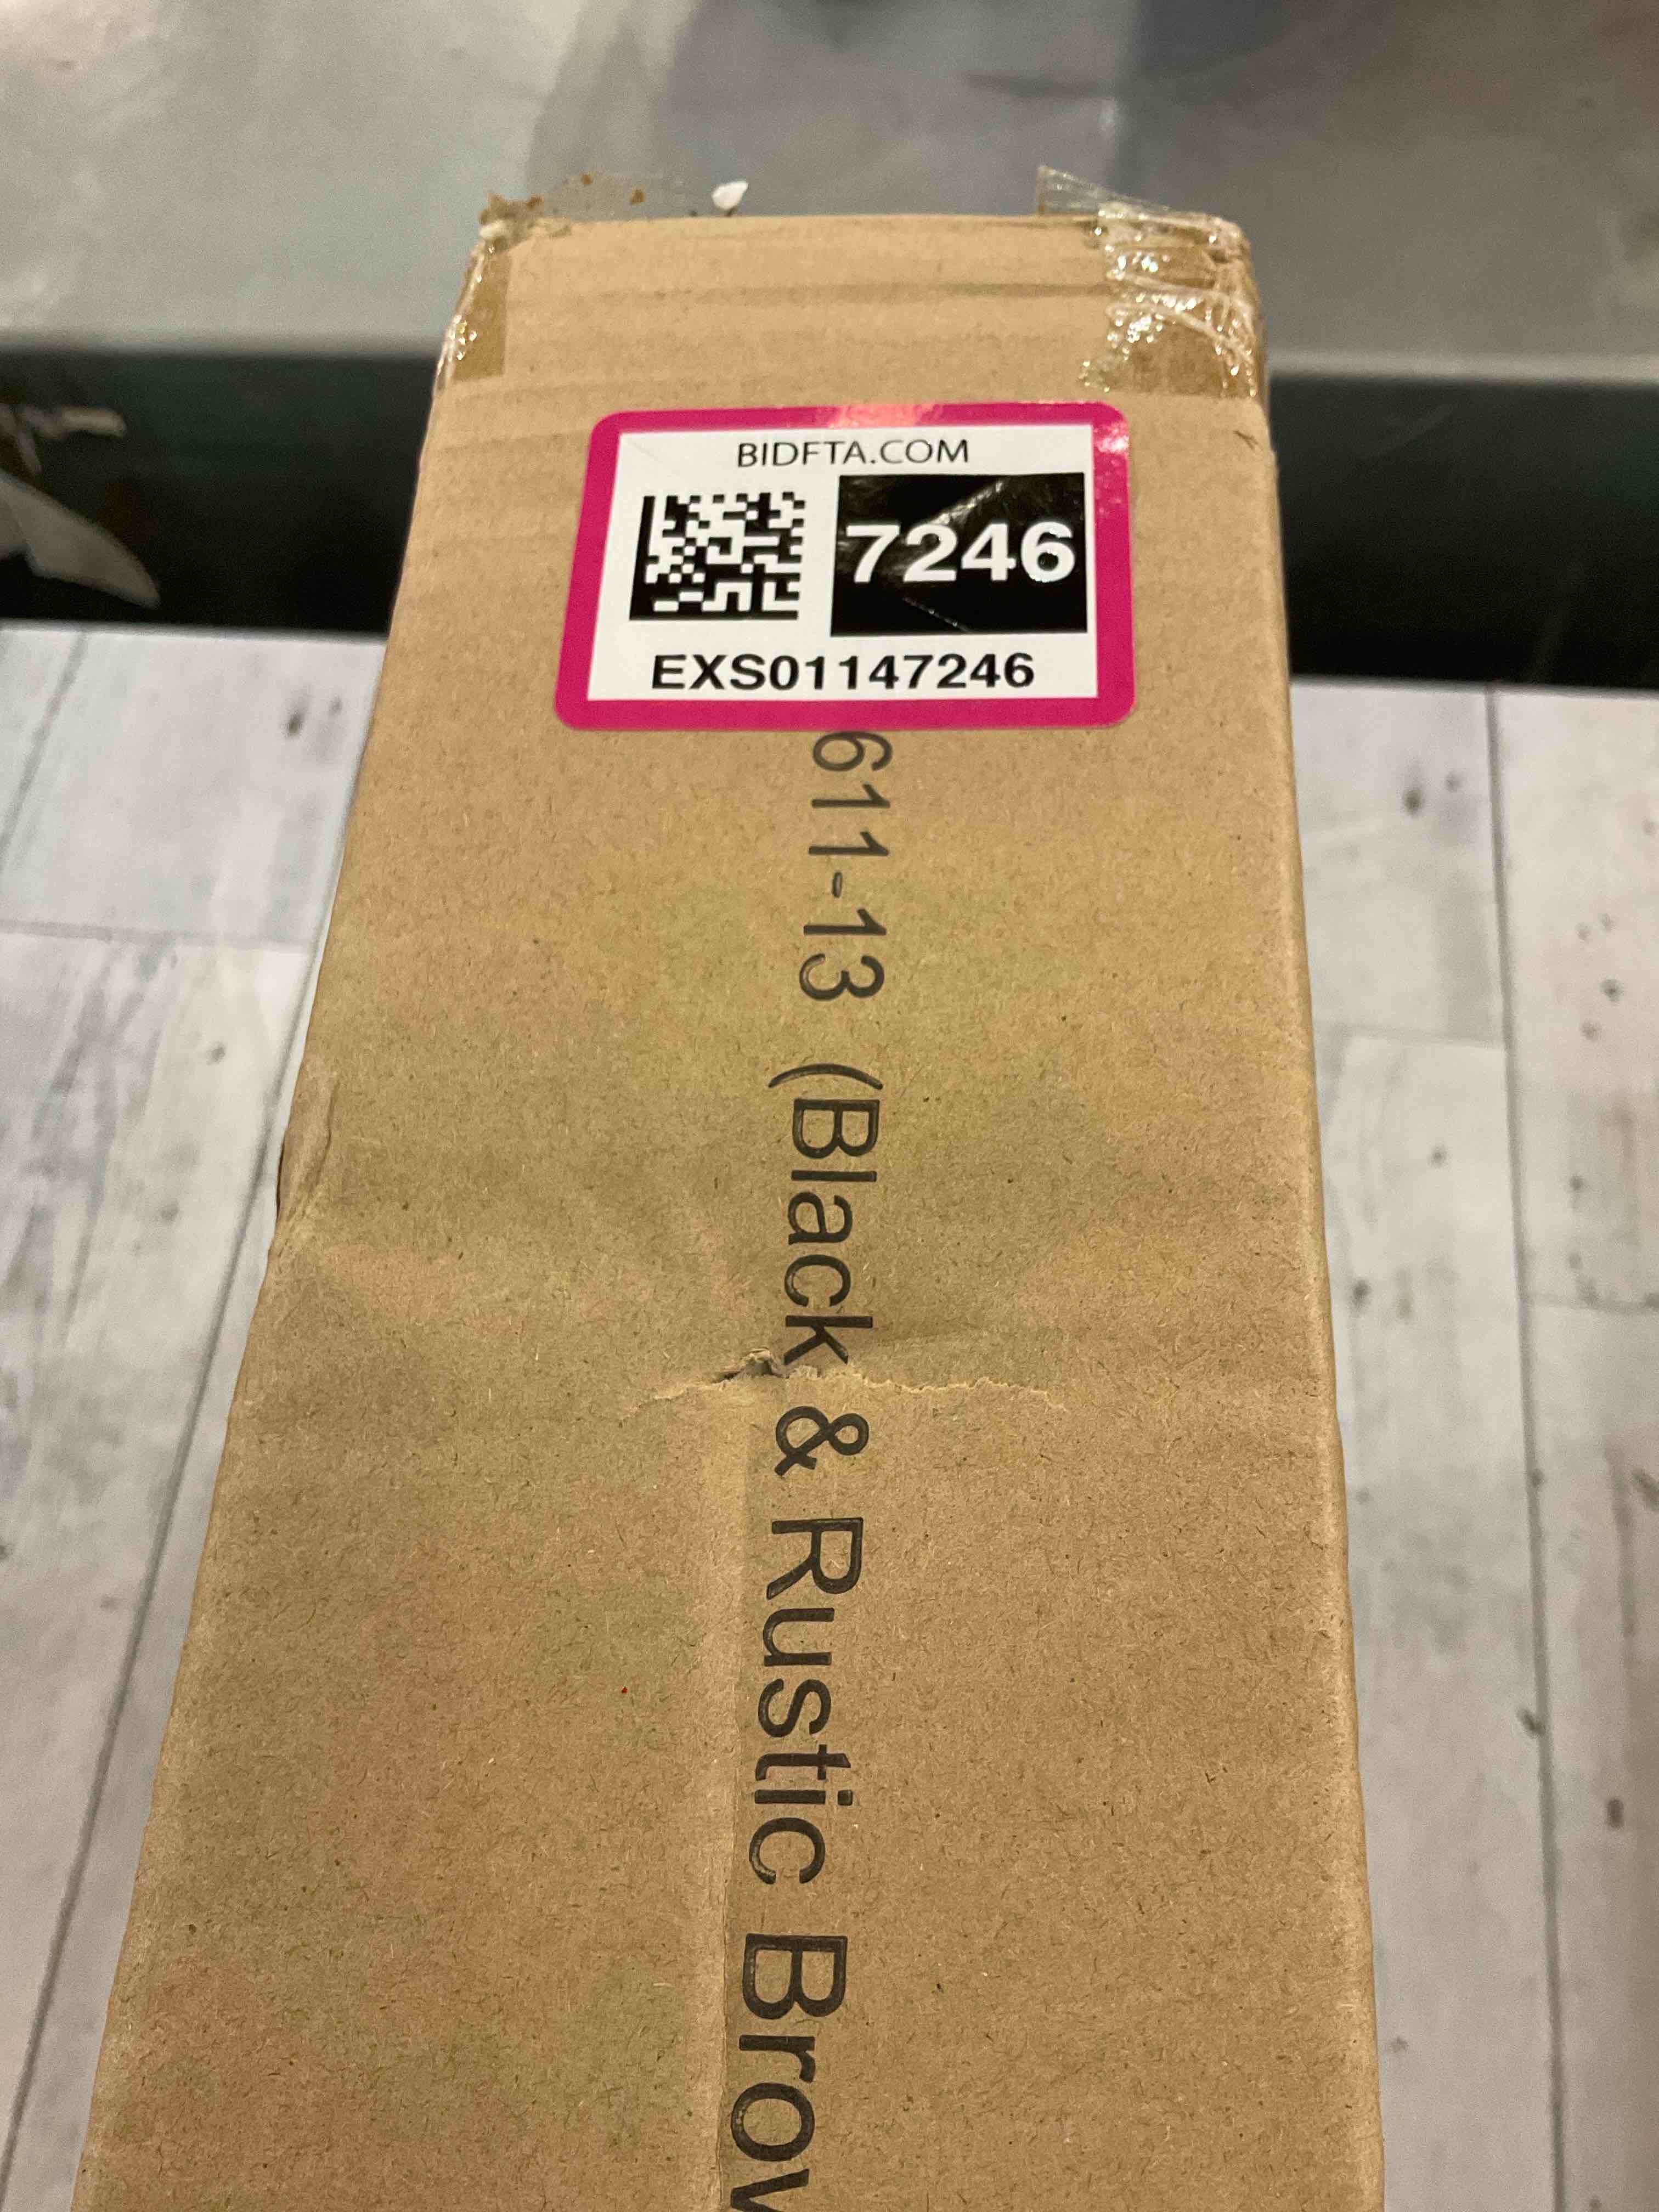 BIDFTA.COM
7246
EXS01147246
611-13 (Black & Rustic Brow